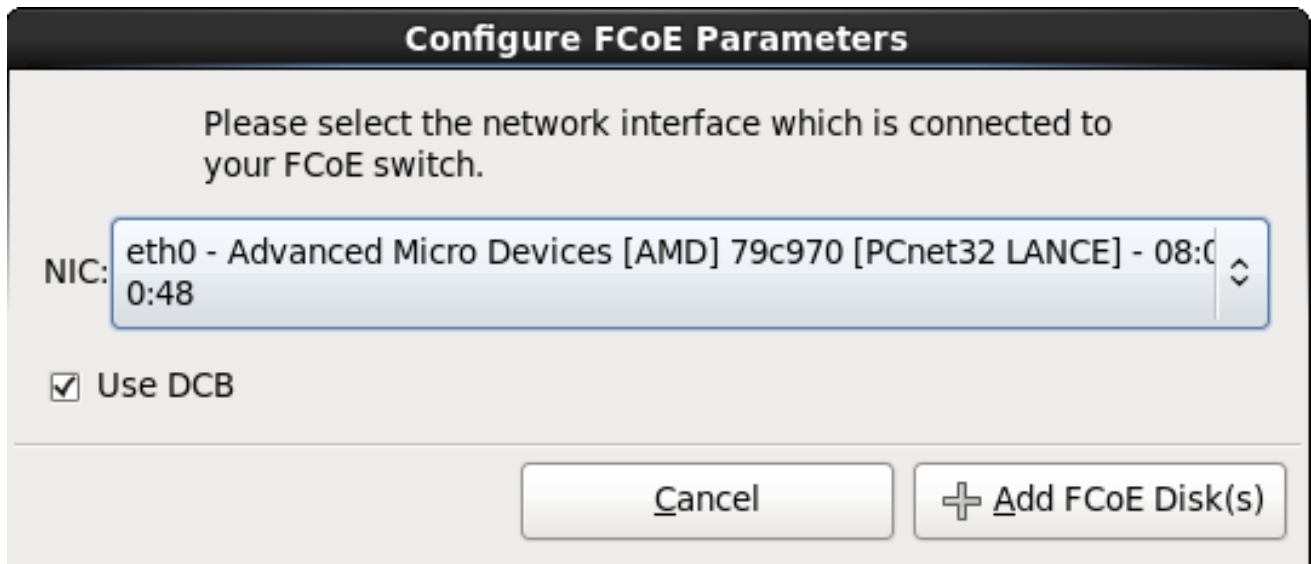 Configure FCoE Parameters
Please select the network interface which is connected to
your FCoE switch.
NIC:
eth0 - Advanced Micro Devices [AMD] 79c970 [PCnet32 LANCE] - 08:0
0:48
Use DCB
Cancel
Add FCoE Disk(s)